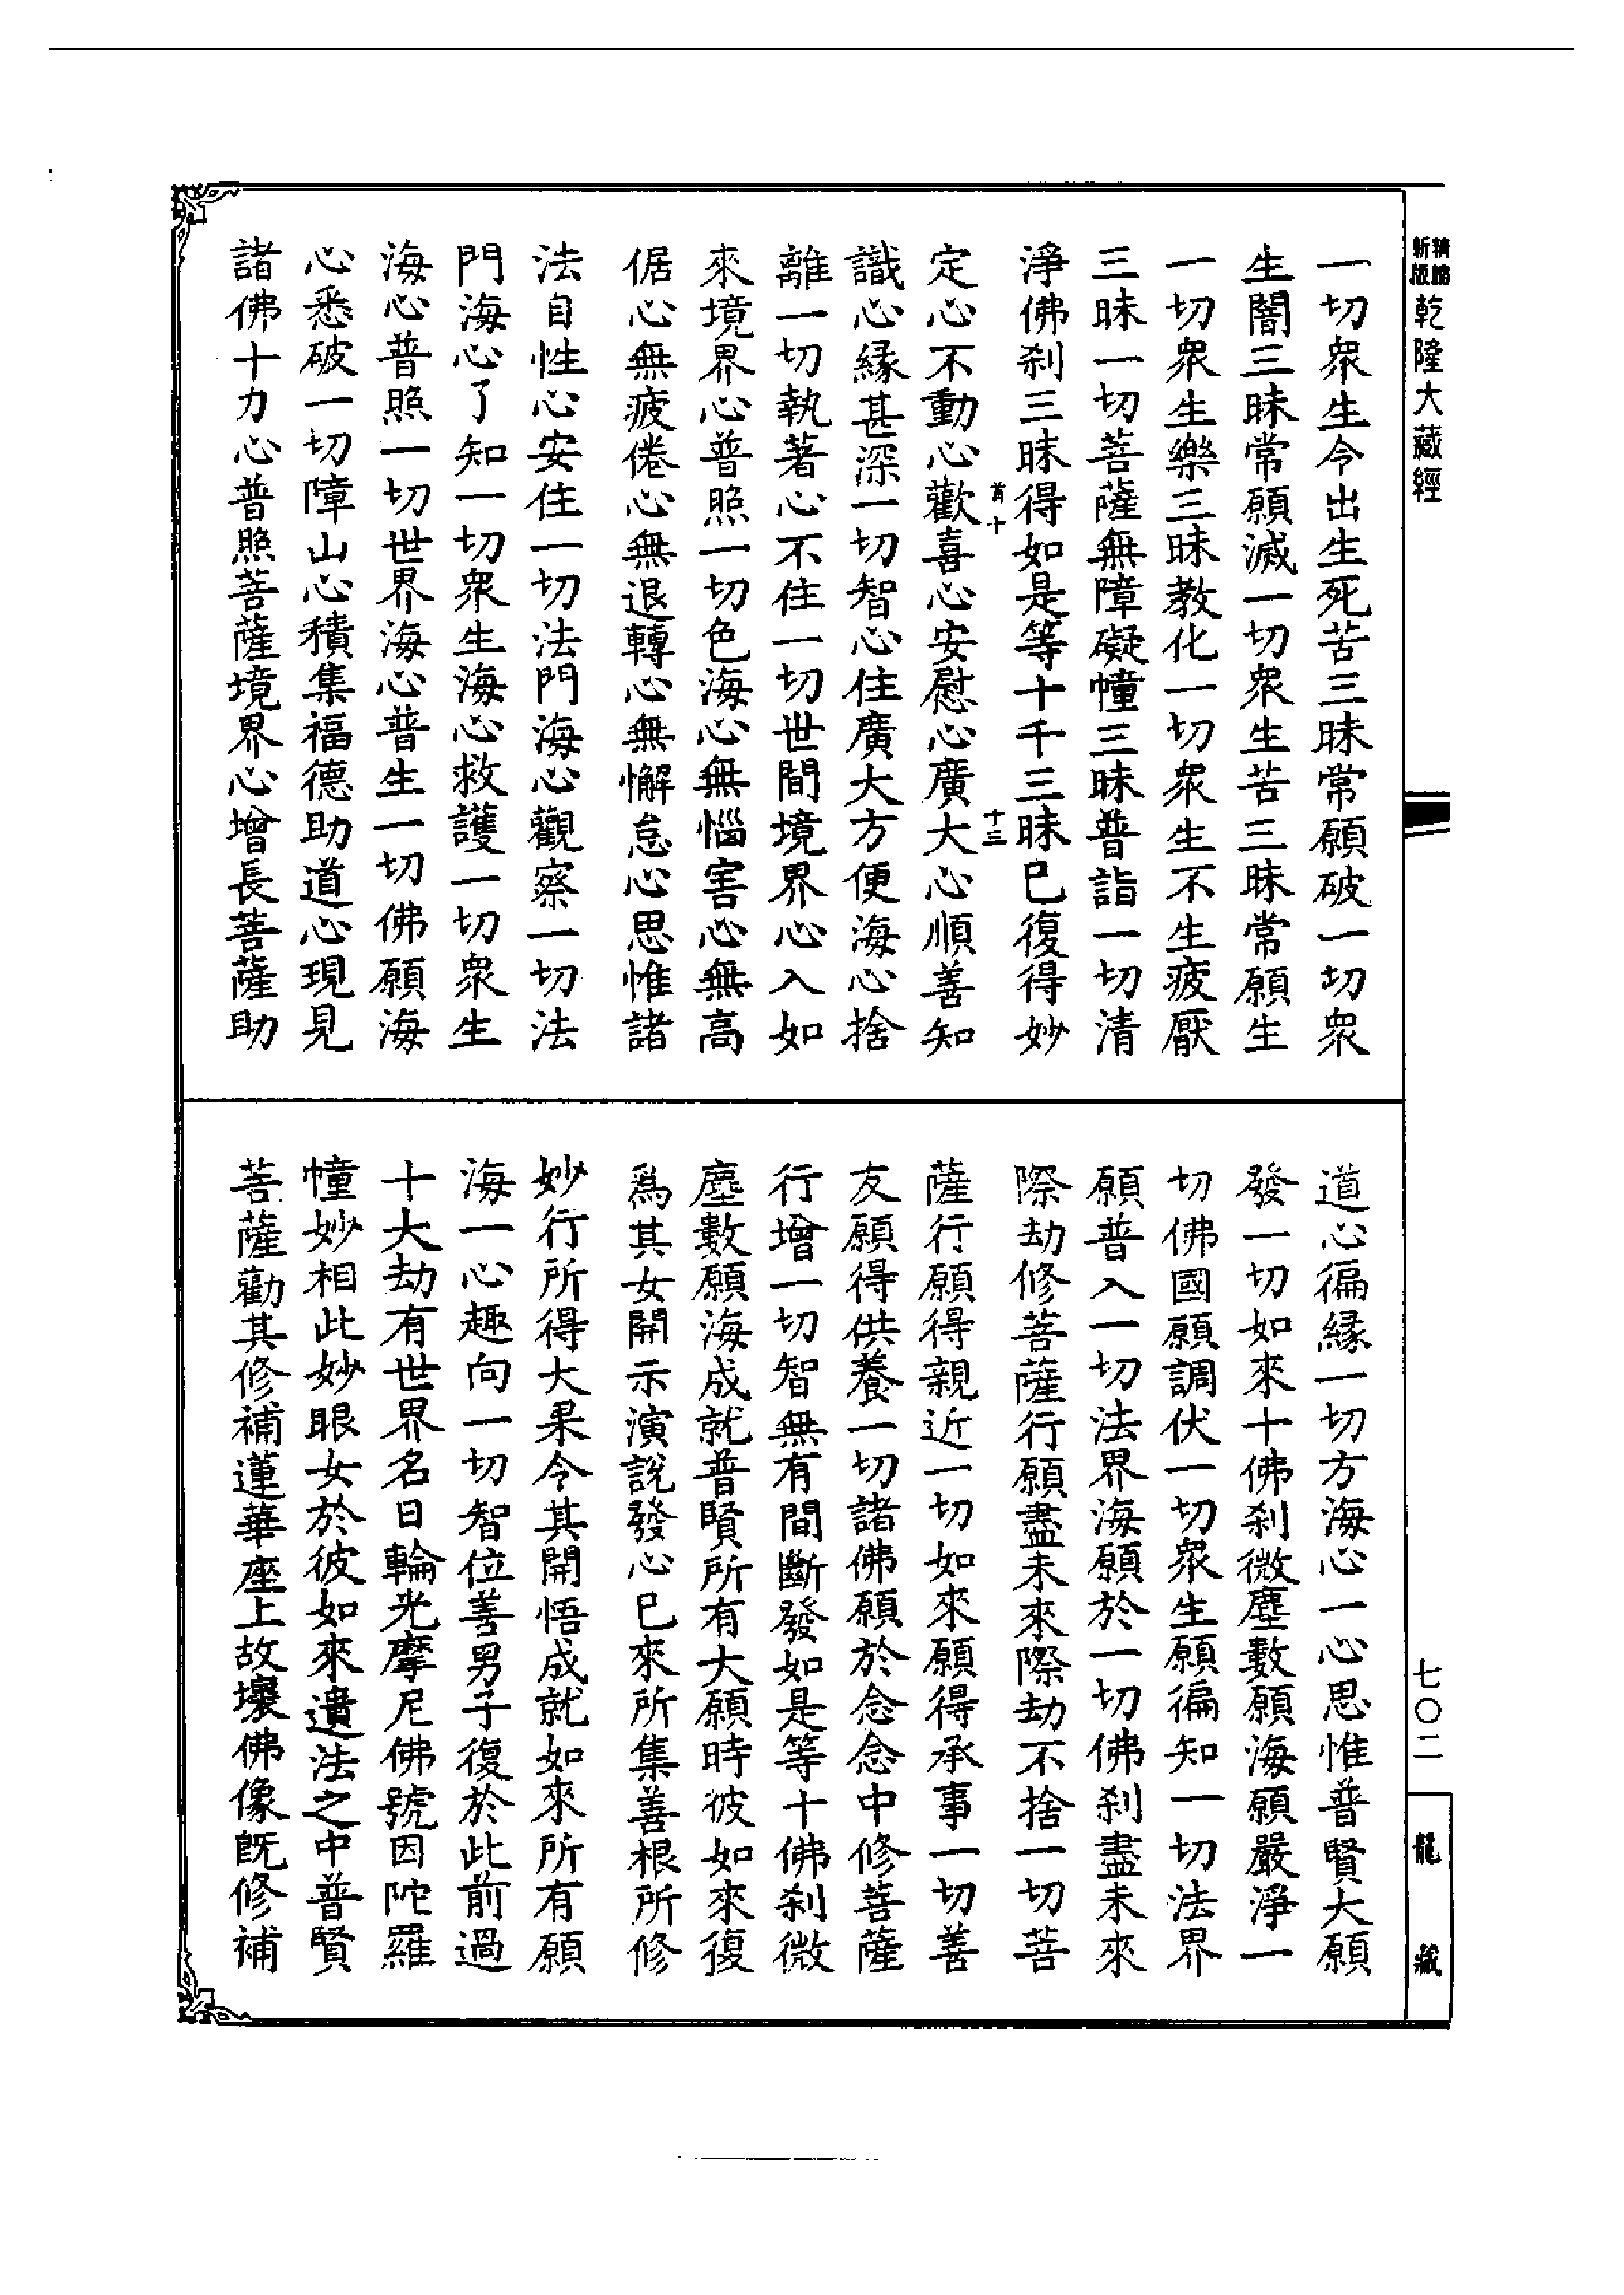 新版精縮乾隆大藏經
一切衆生令出生死苦三昧常願破一切衆
生闇三昧常願滅一切衆生苦三昧常願生
一切衆生樂三昧教化一切衆生不生疲厭
三昧一切菩薩無障礙幢三昧普詣一切清
淨佛刹三昧得如是等十千三昧已復得妙
首十
十三
定心不動心歡喜心安慰心廣大心順善知
識心緣甚深一切智心住廣大方便海心捨
離一切執著心不住一切世間境界心入如
來境界心普照一切色海心無惱害心無高
倨心無疲倦心無退轉心無懈怠心思惟諸
法自性心安住一切法門海心觀察一切法
門海心了知一切衆生海心救護一切衆生
海心普照一切世界海心普生一切佛願海
心悉破一切障山心積集福德助道心現見
諸佛十力心普照菩薩境界心增長菩薩助
道心徧緣一切方海心一心思惟普賢大願
發一切如來十佛刹微塵數願海願嚴淨一
切佛國願調伏一切衆生願徧知一切法界
願普入一切法界海願於一切佛刹盡未來
際劫修菩薩行願盡未來際劫不捨一切菩
薩行願得親近一切如來願得承事一切善
友願得供養一切諸佛願於念念中修菩薩
行增一切智無有間斷發如是等十佛刹微
塵數願海成就普賢所有大願時彼如來復
爲其女開示演說發心已來所集善根所修
妙行所得大果令其開悟成就如來所有願
海一心趣向一切智位善男子復於此前過
十大劫有世界名日輪光摩尼佛號因陀羅
幢妙相此妙眼女於彼如來遺法之中普賢
菩薩勸其修補蓮華座上故壞佛像旣修補
七〇二
龍藏